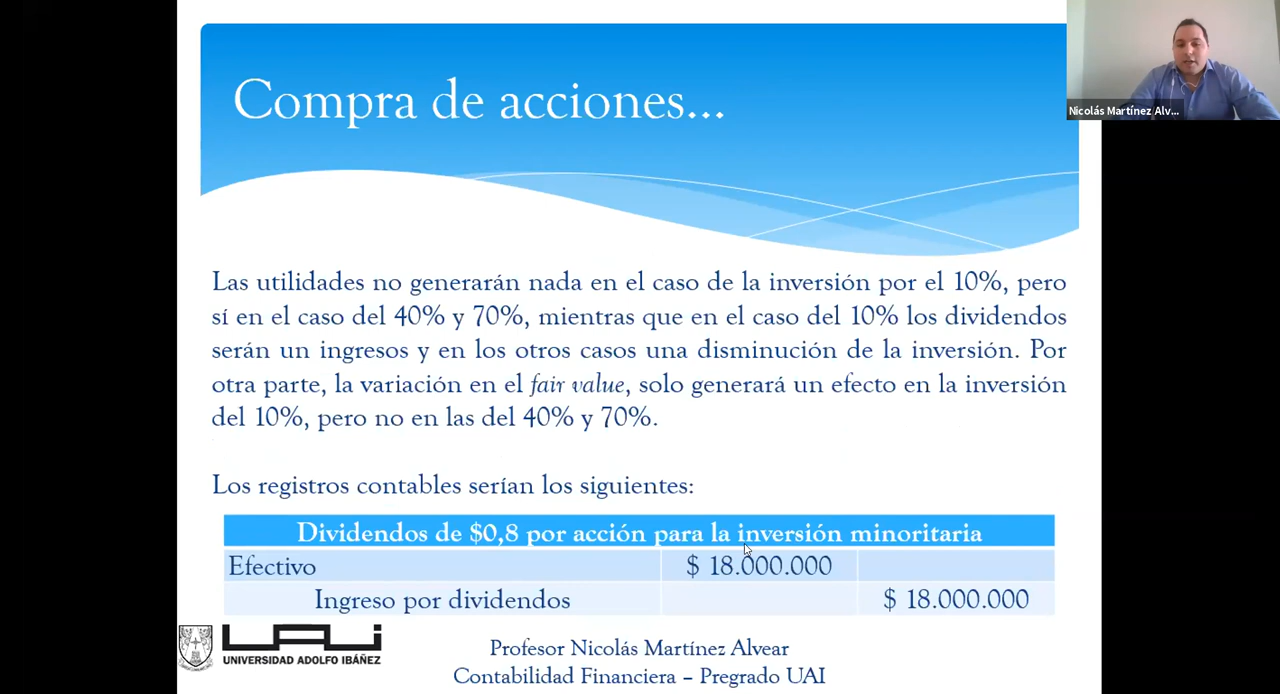 Compra de acciones...
Nicolás Martínez Alv...
Las utilidades no generarán nada en el caso de la inversión por el 10%, pero
sí en el caso del 40% y 70%, mientras que en el caso del 10% los dividendos
serán un ingresos y en los otros casos una disminución de la inversión. Por
otra parte, la variación en el fair value, solo generará un efecto en la inversión
del 10%, pero no en las del 40% y 70%.
Los registros contables serían los siguientes:
Dividendos de $0,8 por acción para la inversión minoritaria
Efectivo $ 18.000.000
Ingreso por dividendos $ 18.000.000
UAi
UNIVERSIDAD ADOLFO IBÁÑEZ
Profesor Nicolás Martínez Alvear
Contabilidad Financiera – Pregrado UAI